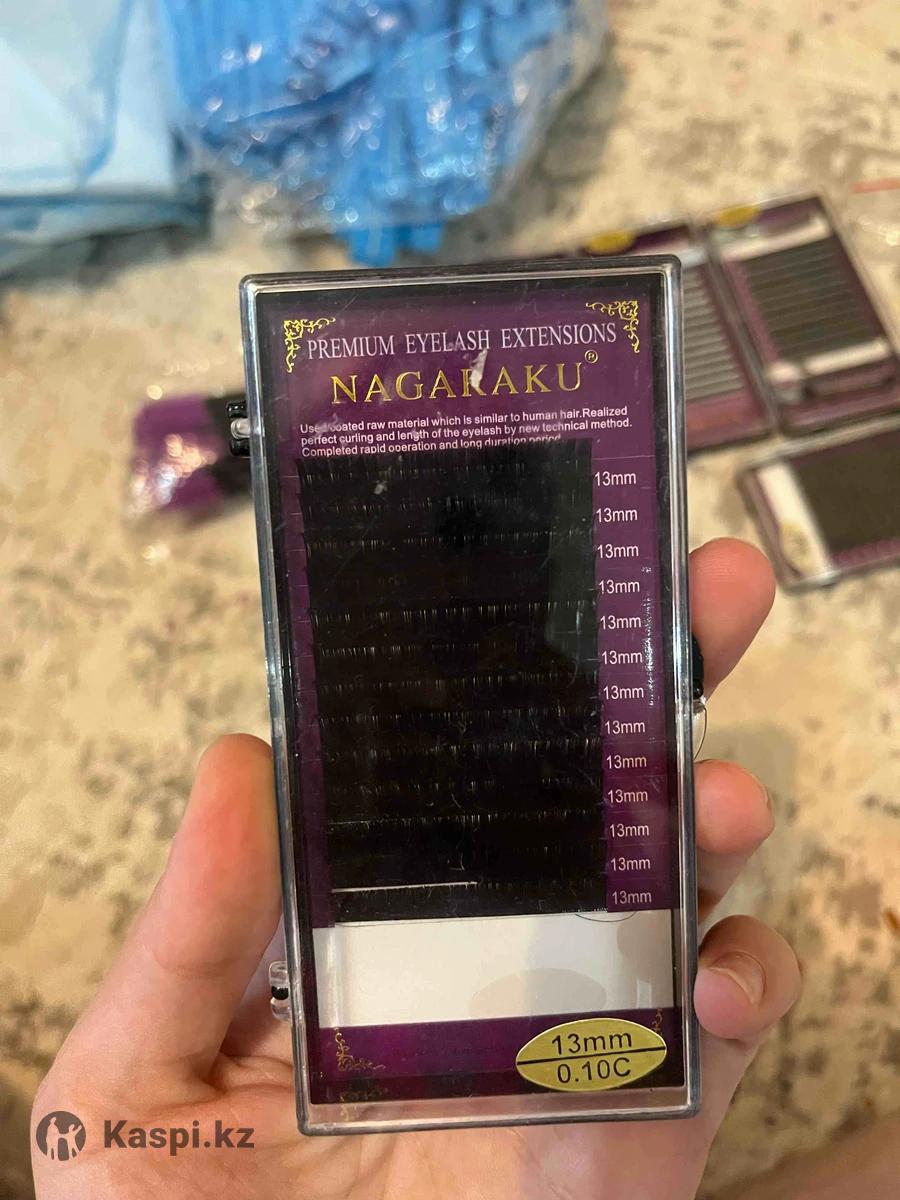 PREMIUM EYELASH EXTENSIONS
NAGARAKU®
Used coated raw material which is similar to human hair.Realized
perfect curling and length of the eyelash by new technical method.
Completed rapid operation and long duration period
13mm
13mm
13mm
13mm
13mm
13mm
13mm
13mm
13mm
13mm
13mm
13mm
13mm
13mm
0.10C
Kaspi.kz